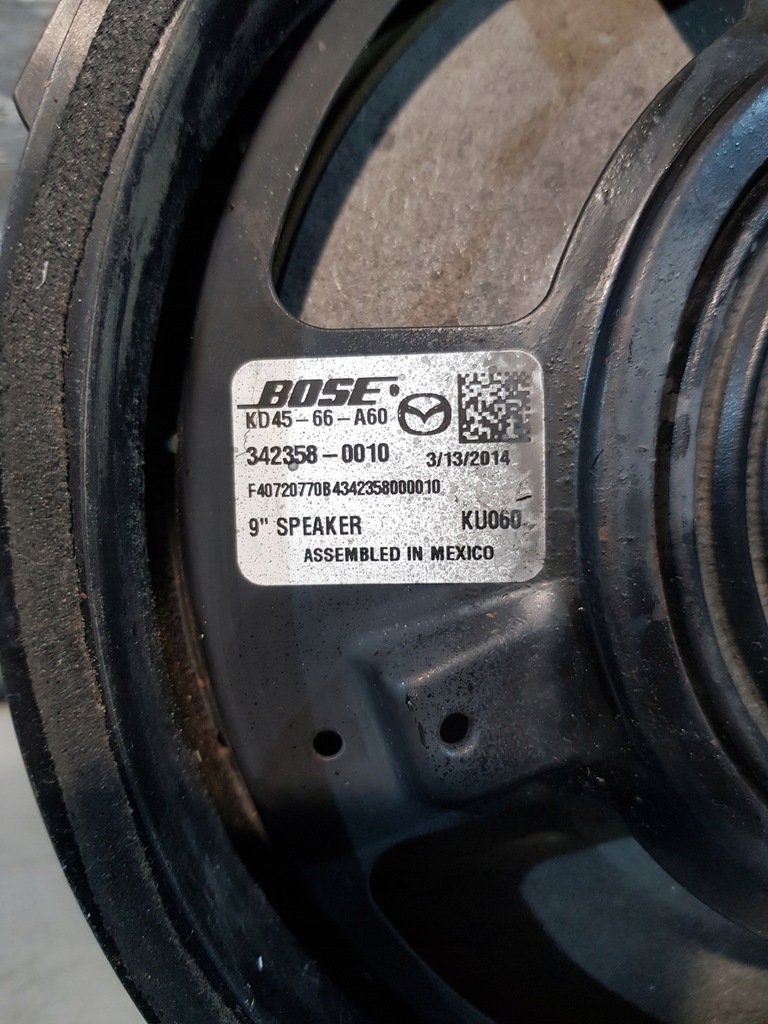 BOSE
KD45-66-A60
342358-0010 3/13/2014
F40720770B4342358000010
9" SPEAKER KU060
ASSEMBLED IN MEXICO